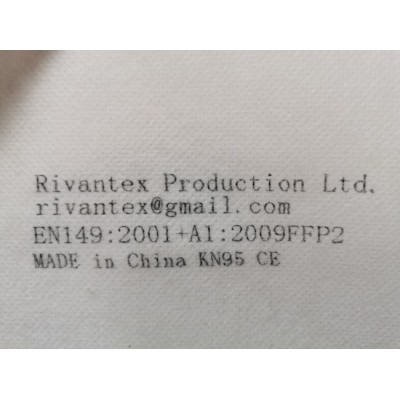 Rivantex Production Ltd.
rivantex@gmail.com
EN149:2001+A1:2009FFP2
MADE in China KN95 CE